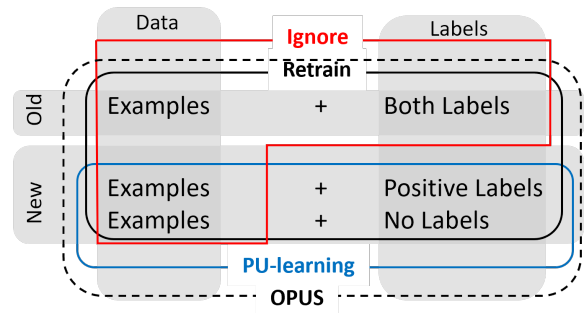 Data
Labels
Ignore
Retrain
Old
Examples + Both Labels
New
Examples + Positive Labels
Examples + No Labels
PU-learning
OPUS